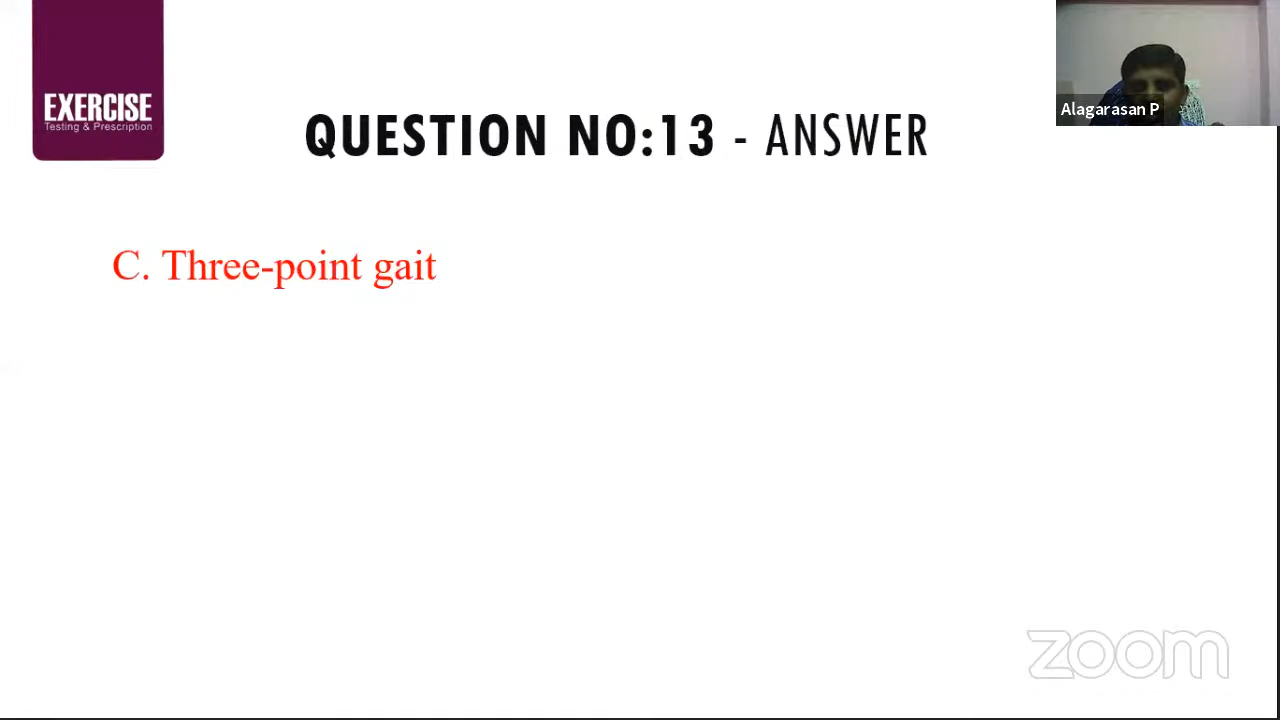 EXERCISE
Testing & Prescription
QUESTION NO:13 - ANSWER
Alagarasan P
C. Three-point gait
zoom